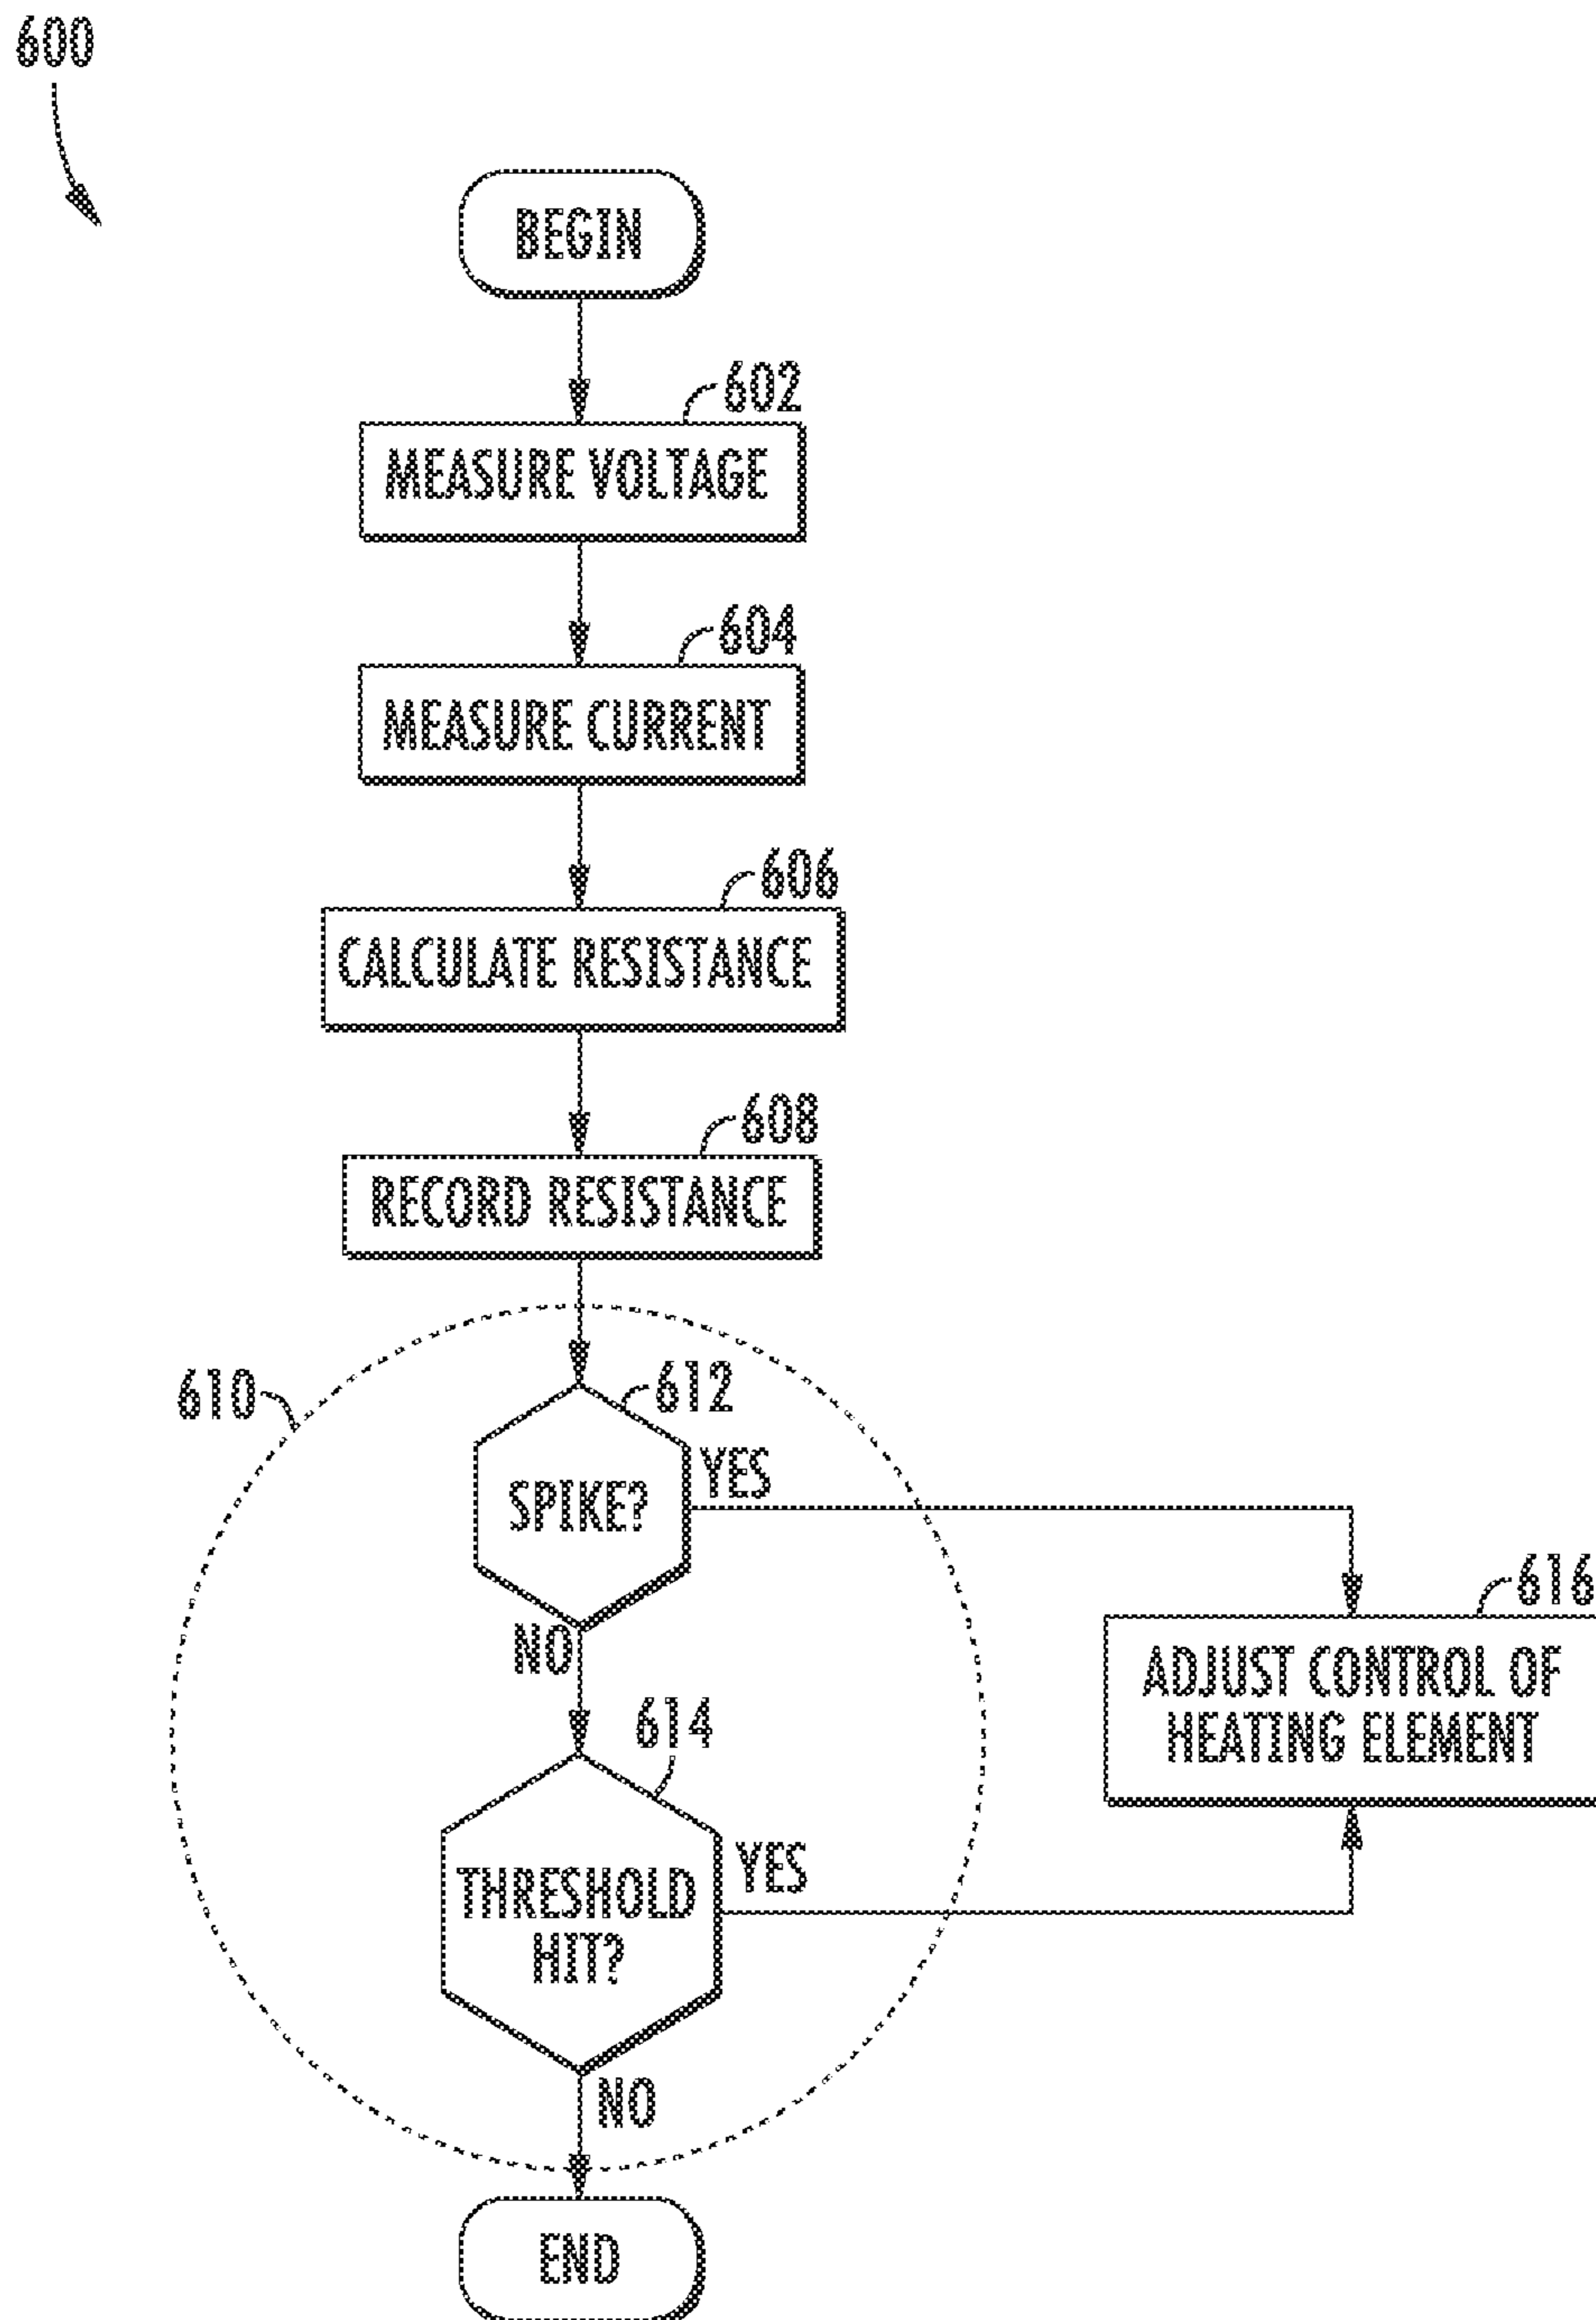 600
BEGIN
602
MEASURE VOLTAGE
604
MEASURE CURRENT
606
CALCULATE RESISTANCE
608
RECORD RESISTANCE
610
612
SPIKE?
YES
NO
616
ADJUST CONTROL OF
HEATING ELEMENT
614
THRESHOLD
HIT?
YES
NO
END